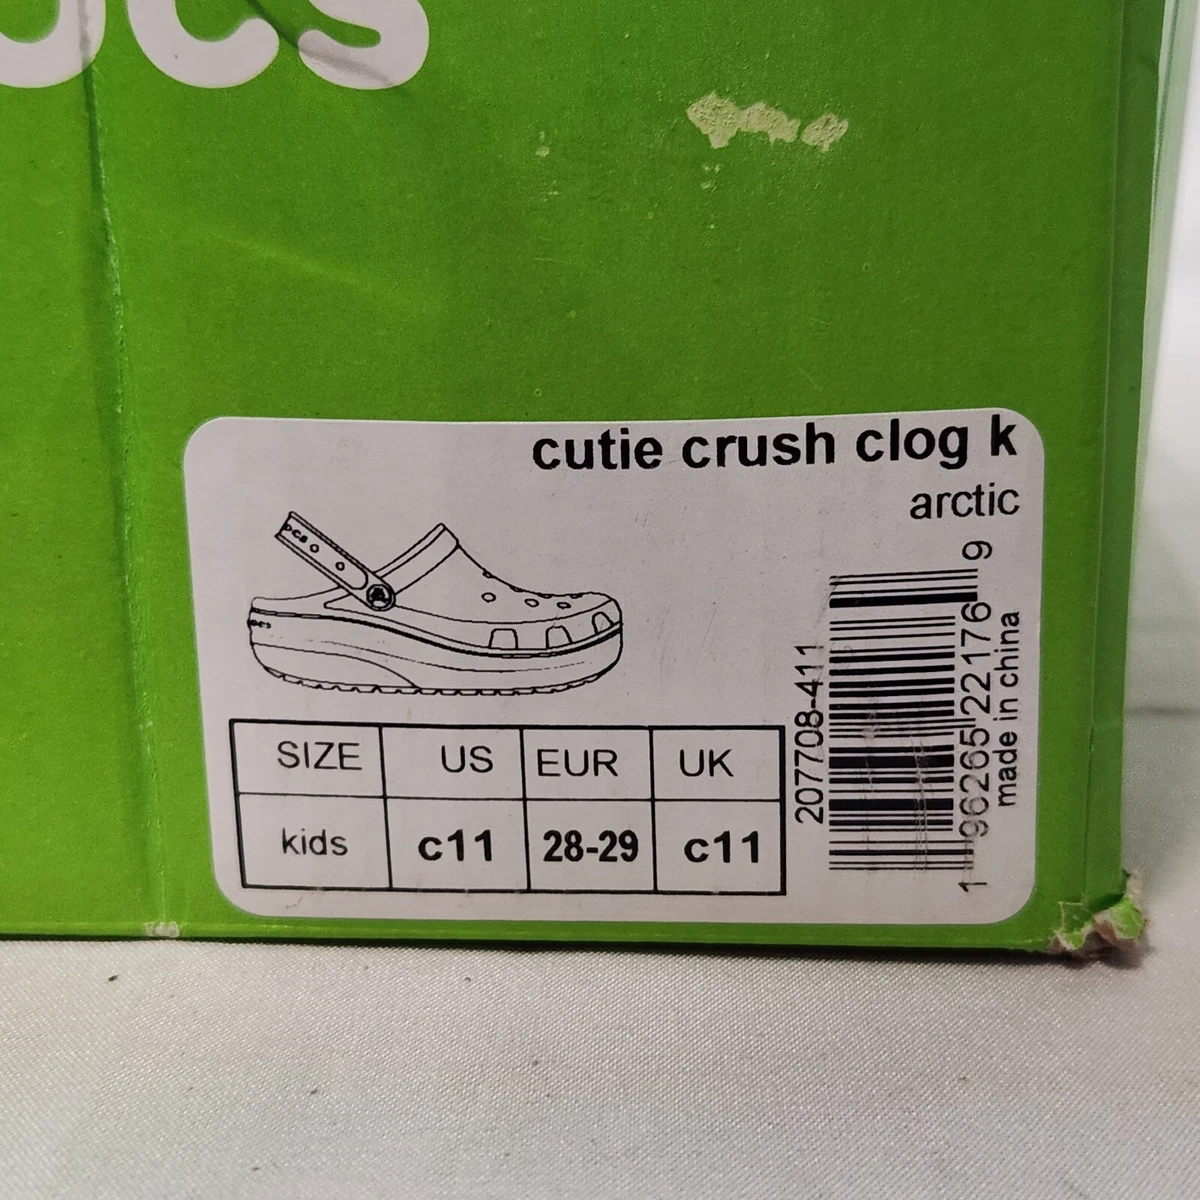 ocs
cutie crush clog k
arctic
SIZE US EUR UK
kids c11 28-29 c11
207708-411
1 96265 22176 9
made in china